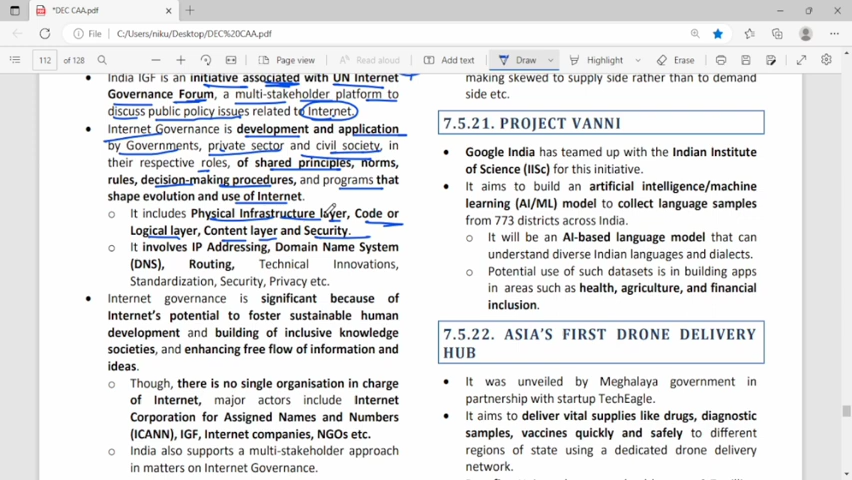 *DEC CAA.pdf
File
C:/Users/niku/Desktop/DEC%20CAA.pdf
112
of 128
Page view
Read aloud
Add text
Draw
Highlight
Erase
India IGF is an initiative associated with UN Internet
Governance Forum, a multi-stakeholder platform to
discuss public policy issues related to Internet.
Internet Governance is development and application
by Governments, private sector and civil society, in
their respective roles, of shared principles, norms,
rules, decision-making procedures, and programs that
shape evolution and use of Internet.
o It includes Physical Infrastructure layer, Code or
Logical layer, Content layer and Security.
o It involves IP Addressing, Domain Name System
(DNS), Routing, Technical Innovations,
Standardization, Security, Privacy etc.
Internet governance is significant because of
Internet's potential to foster sustainable human
development and building of inclusive knowledge
societies, and enhancing free flow of information and
ideas.
o Though, there is no single organisation in charge
of Internet, major actors include Internet
Corporation for Assigned Names and Numbers
(ICANN), IGF, Internet companies, NGOs etc.
o India also supports a multi-stakeholder approach
in matters on Internet Governance.
making skewed to supply side rather than to demand
side etc.
7.5.21. PROJECT VANNI
Google India has teamed up with the Indian Institute
of Science (IISc) for this initiative.
It aims to build an artificial intelligence/machine
learning (AI/ML) model to collect language samples
from 773 districts across India.
o It will be an AI-based language model that can
understand diverse Indian languages and dialects.
o Potential use of such datasets is in building apps
in areas such as health, agriculture, and financial
inclusion.
7.5.22. ASIA'S FIRST DRONE DELIVERY
HUB
It was unveiled by Meghalaya government in
partnership with startup TechEagle.
It aims to deliver vital supplies like drugs, diagnostic
samples, vaccines quickly and safely to different
regions of state using a dedicated drone delivery
network.